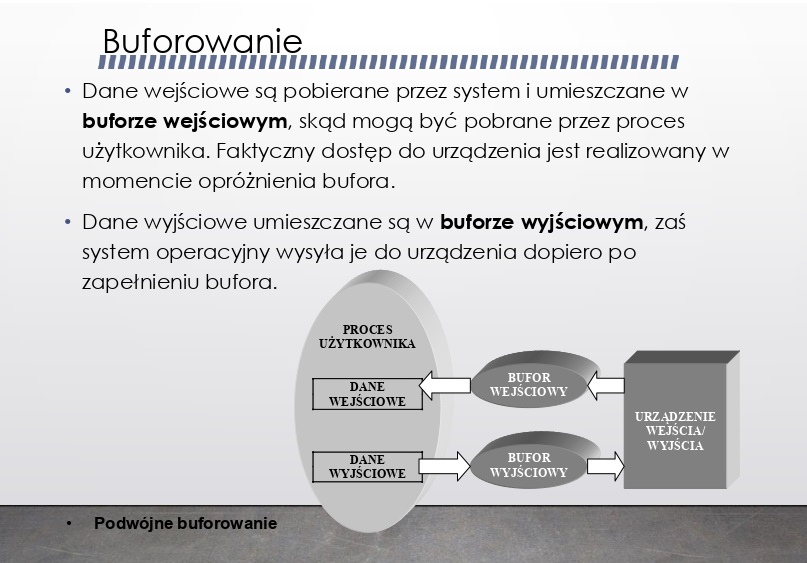 Buforowanie
• Dane wejściowe są pobierane przez system i umieszczane w
buforze wejściowym, skąd mogą być pobrane przez proces
użytkownika. Faktyczny dostęp do urządzenia jest realizowany w
momencie opróżnienia bufora.
• Dane wyjściowe umieszczane są w buforze wyjściowym, zaś
system operacyjny wysyła je do urządzenia dopiero po
zapełnieniu bufora.
PROCES
UŻYTKOWNIKA
DANE
WEJŚCIOWE
BUFOR
WEJŚCIOWY
URZĄDZENIE
WEJŚCIA/
WYJŚCIA
DANE
WYJŚCIOWE
BUFOR
WYJŚCIOWY
• Podwójne buforowanie